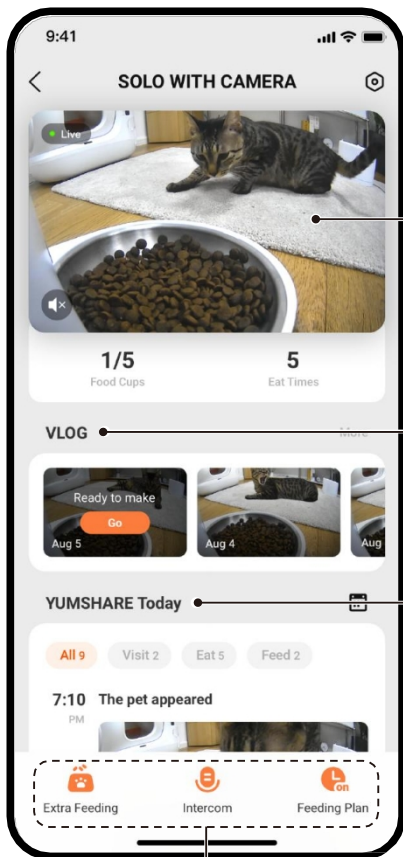 9:41
SOLO WITH CAMERA
Live
1/5
5
Food Cups
Eat Times
VLOG
More
Ready to make
Go
Aug 5
Aug 4
Aug
YUMSHARE Today
All 9
Visit 2
Eat 5
Feed 2
7:10
The pet appeared
PM
on
Extra Feeding
Intercom
Feeding Plan